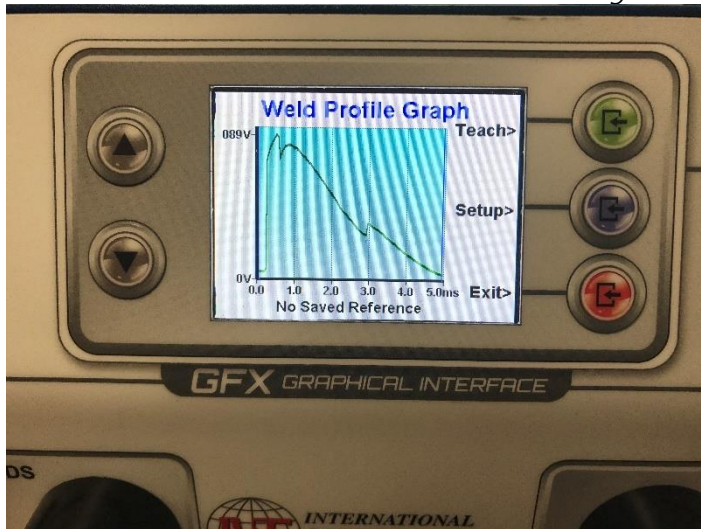 Weld Profile Graph
Teach>
089V
Setup>
0V
0.0 1.0 2.0 3.0 4.0 5.0ms Exit>
No Saved Reference
GFX GRAPHICAL INTERFACE
DS
INTERNATIONAL